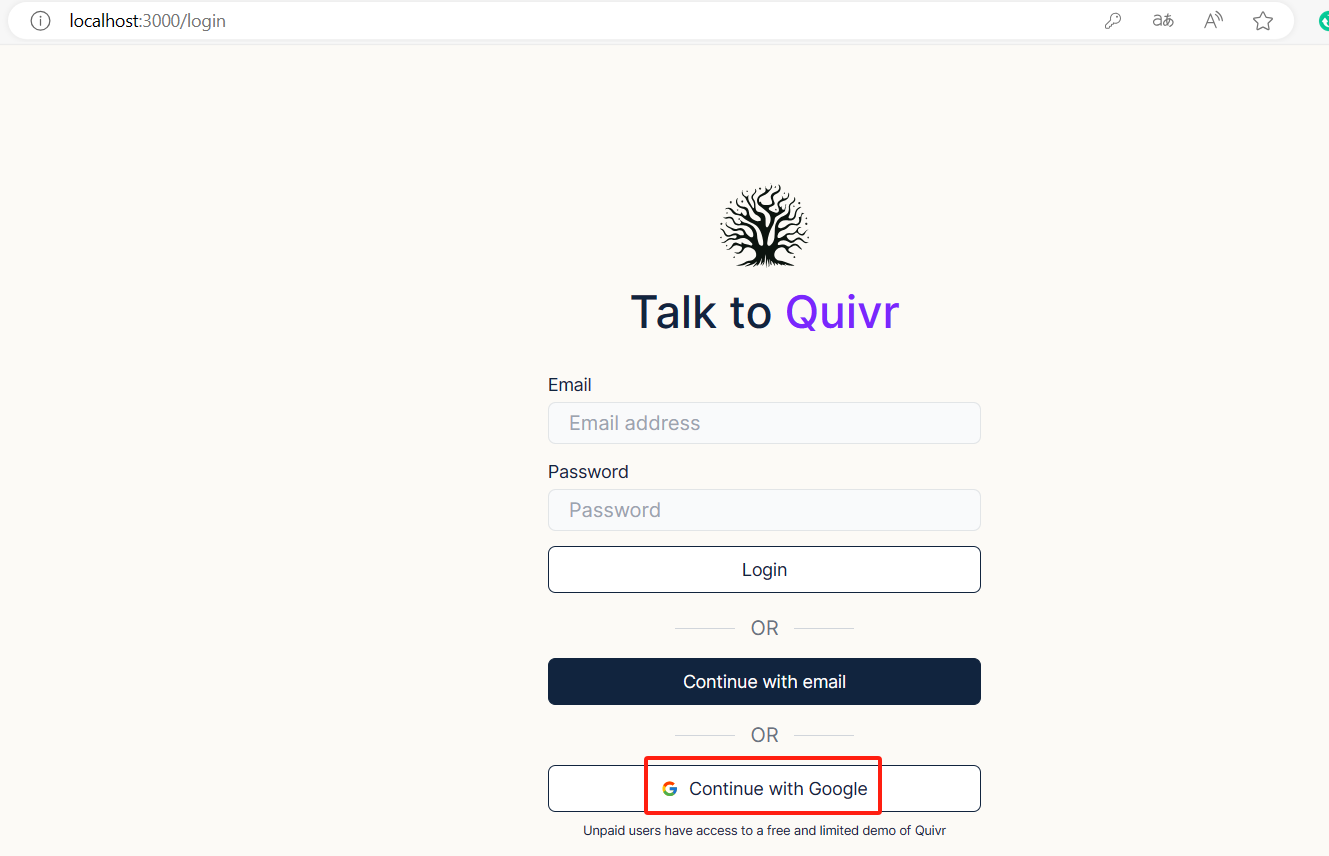 localhost:3000/login
Talk to Quivr
Email
Email address
Password
Password
Login
OR
Continue with email
OR
Continue with Google
Unpaid users have access to a free and limited demo of Quivr